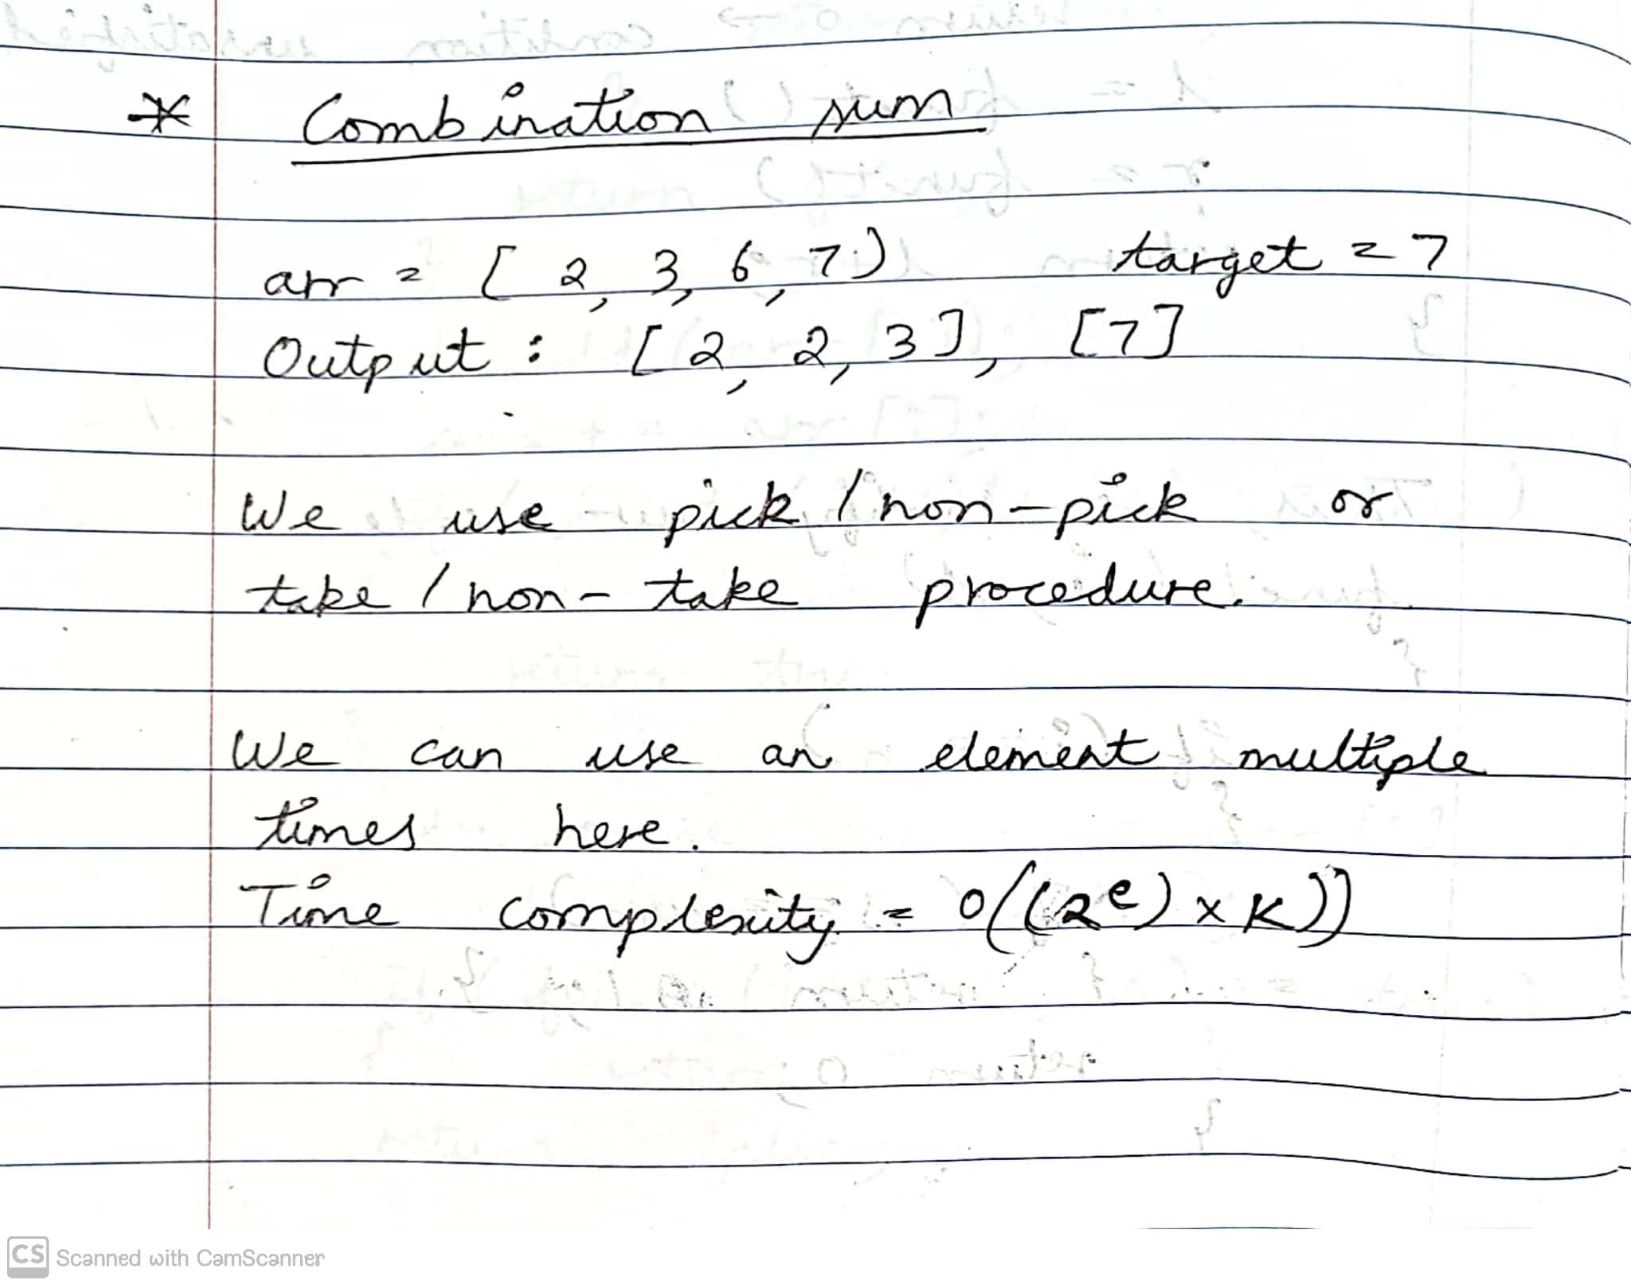 * Combination sum
arr = [ 2, 3, 6, 7) target = 7
Output : [ 2, 2, 3 ], [7]
We use pick / non-pick or
take / non-take procedure.
We can use an element multiple
times here.
Time complexity = O((2^e) x K))
CS Scanned with CamScanner